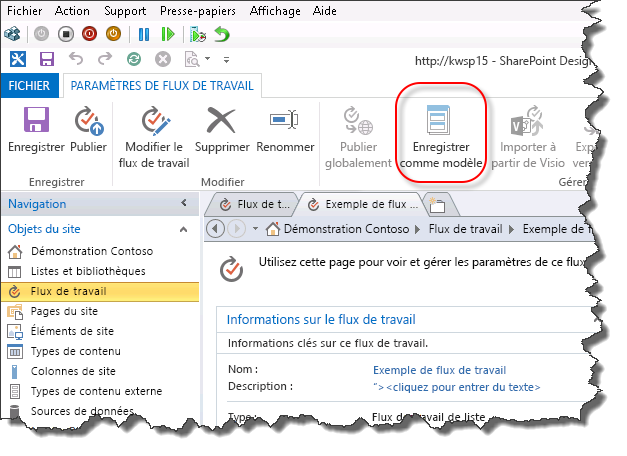 Fichier Action Support Presse-papiers Affichage Aide
http://kwsp15 - SharePoint Desig
FICHIER PARAMÈTRES DE FLUX DE TRAVAIL
Enregistrer Publier Modifier le flux de travail Supprimer Renommer Publier globalement Enregistrer comme modèle Importer à partir de Visio Exp ver
Enregistrer Modifier Gérer
Navigation
Flux de t... Exemple de flux ...
Objets du site
Démonstration Contoso Flux de travail Exemple de f
Démonstration Contoso
Listes et bibliothèques
Flux de travail
Pages du site
Éléments de site
Types de contenu
Colonnes de site
Types de contenu externe
Sources de données
Utilisez cette page pour voir et gérer les paramètres de ce flux
Informations sur le flux de travail
Informations clés sur ce flux de travail.
Nom : Exemple de flux de travail
Description : "><cliquez pour entrer du texte>
Type : Flux de travail de liste